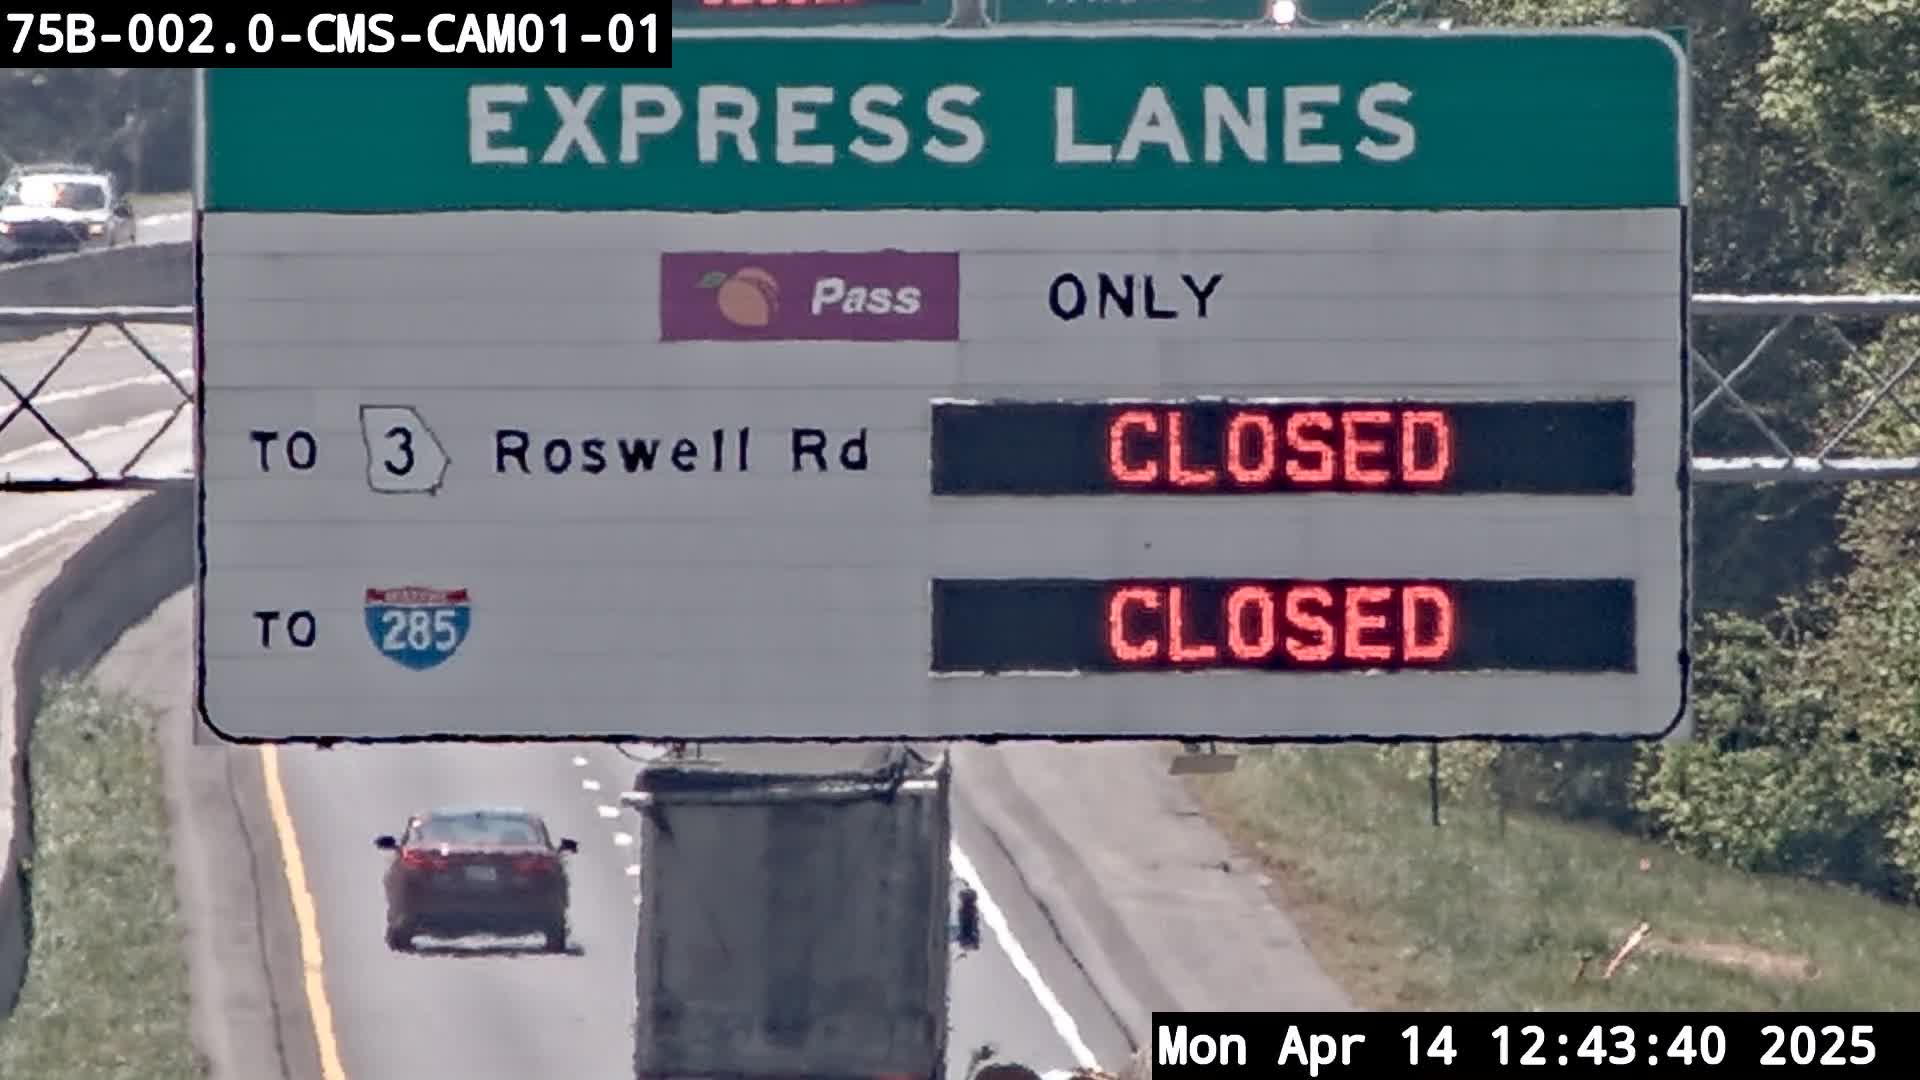 75B-002.0-CMS-CAM01-01
EXPRESS LANES
Pass ONLY
TO 3 Roswell Rd CLOSED
TO 285 CLOSED
Mon Apr 14 12:43:40 2025